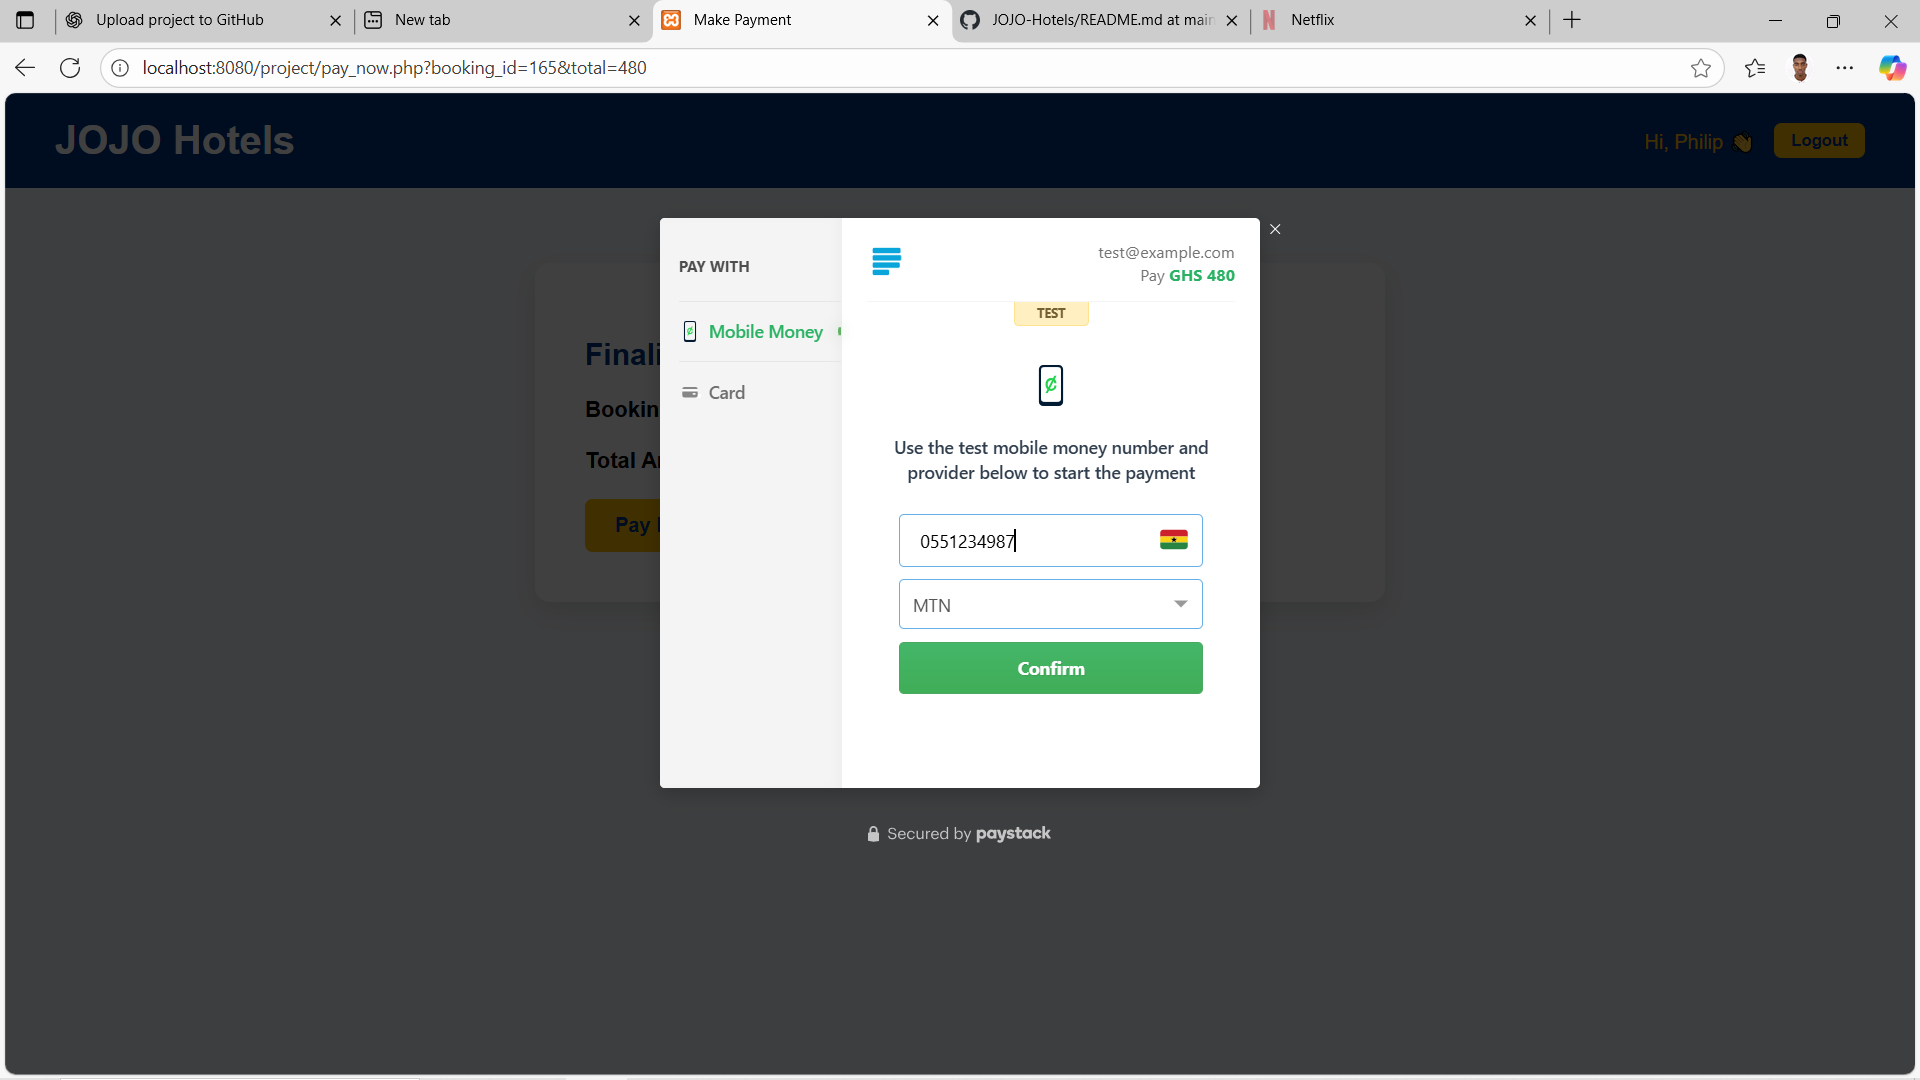 Upload project to GitHub
New tab
Make Payment
JOJO-Hotels/README.md at main
Netflix
localhost:8080/project/pay_now.php?booking_id=165&total=480
JOJO Hotels
Hi, Philip 👋
Logout
PAY WITH
Mobile Money
Card
test@example.com
Pay GHS 480
TEST
Use the test mobile money number and
provider below to start the payment
0551234987
MTN
Confirm
Finali
Bookin
Total A
Pay
Secured by paystack